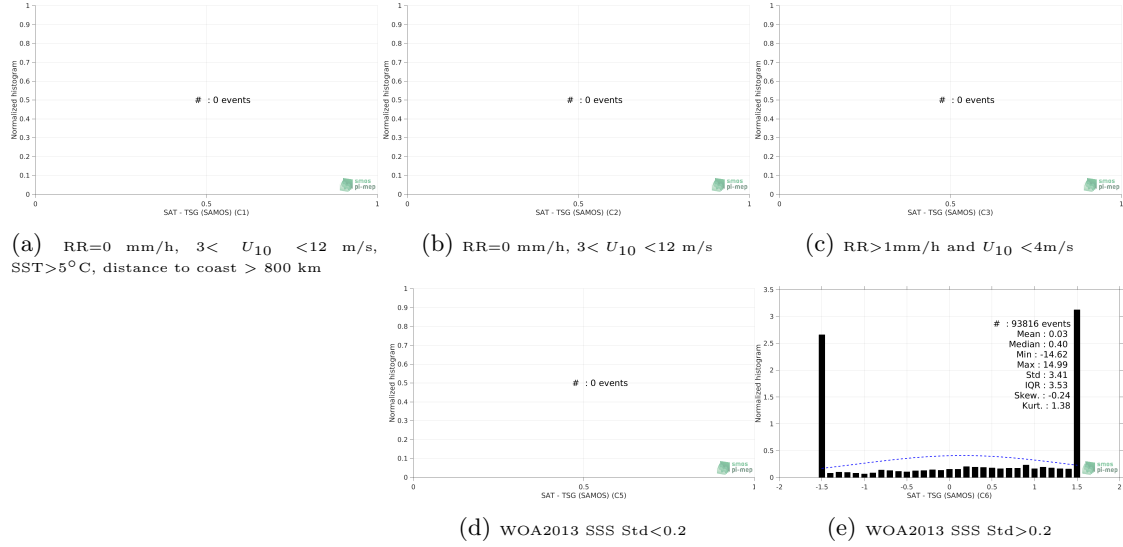 1
0.9
0.8
0.7
0.6
0.5
0.4
0.3
0.2
0.1
0
Normalized histogram
# : 0 events
smos
pi-mep
0 0.5 1
SAT - TSG (SAMOS) (C1)
(a) RR=0 mm/h, 3< U10 <12 m/s,
SST>5°C, distance to coast > 800 km
1
0.9
0.8
0.7
0.6
0.5
0.4
0.3
0.2
0.1
0
Normalized histogram
# : 0 events
smos
pi-mep
0 0.5 1
SAT - TSG (SAMOS) (C2)
(b) RR=0 mm/h, 3< U10 <12 m/s
1
0.9
0.8
0.7
0.6
0.5
0.4
0.3
0.2
0.1
0
Normalized histogram
# : 0 events
smos
pi-mep
0 0.5 1
SAT - TSG (SAMOS) (C3)
(c) RR>1mm/h and U10 <4m/s
1
0.9
0.8
0.7
0.6
0.5
0.4
0.3
0.2
0.1
0
Normalized histogram
# : 0 events
smos
pi-mep
0 0.5 1
SAT - TSG (SAMOS) (C5)
(d) WOA2013 SSS Std<0.2
3.5
3
2.5
2
1.5
1
0.5
0
Normalized histogram
# : 93816 events
Mean : 0.03
Median : 0.40
Min : -14.62
Max : 14.99
Std : 3.41
IQR : 3.53
Skew. : -0.24
Kurt. : 1.38
smos
pi-mep
-2 -1.5 -1 -0.5 0 0.5 1 1.5 2
SAT - TSG (SAMOS) (C6)
(e) WOA2013 SSS Std>0.2